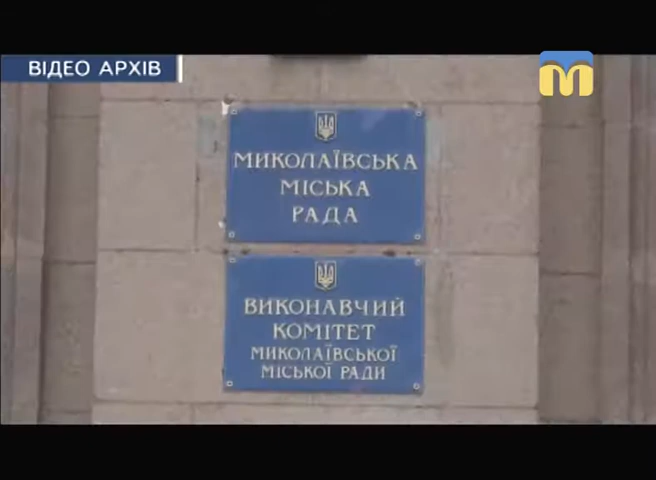 ВІДЕО АРХІВ
МИКОЛАЇВСЬКА
МІСЬКА
РАДА
ВИКОНАВЧИЙ
КОМІТЕТ
МИКОЛАЇВСЬКОЇ
МІСЬКОЇ РАДИ